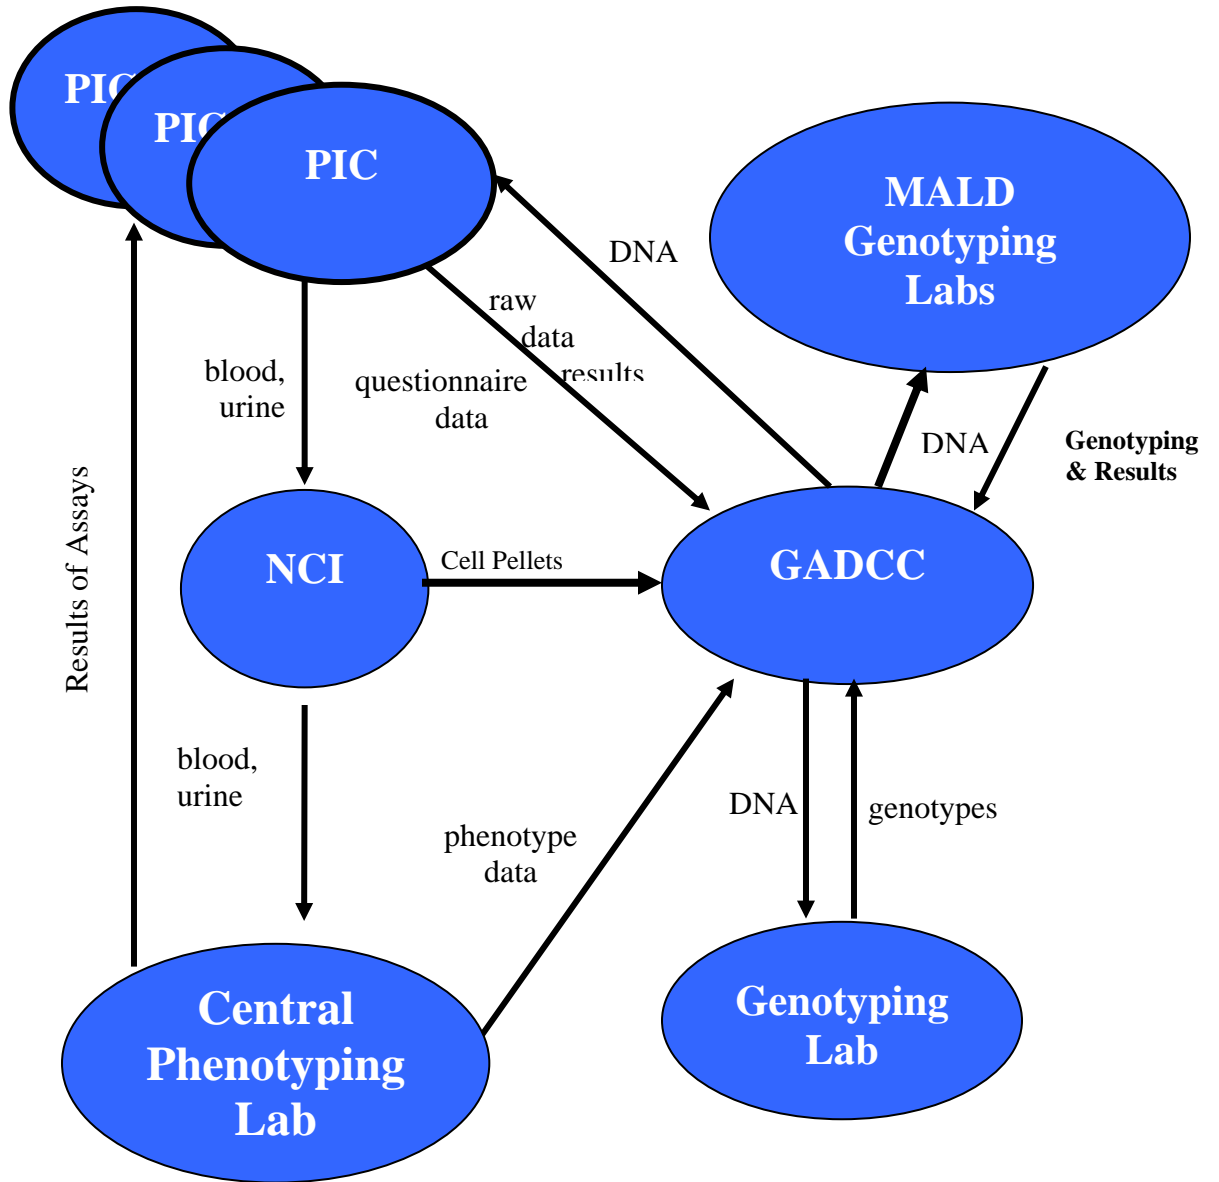 PIC
PIC
PIC
MALD
Genotyping
Labs
DNA
raw
data
results
blood,
urine
questionnaire
data
DNA
Genotyping
& Results
Results of Assays
NCI
Cell Pellets
GADCC
blood,
urine
DNA
genotypes
phenotype
data
Central
Phenotyping
Lab
Genotyping
Lab